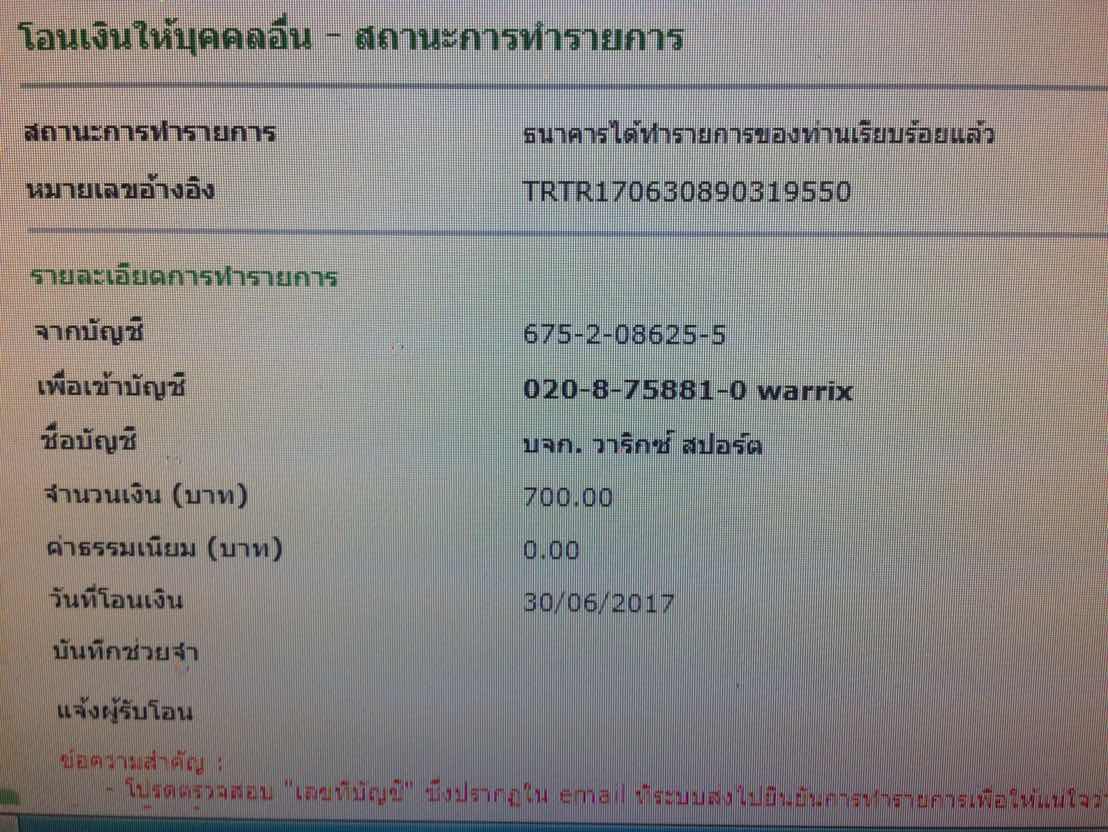 โอนเงินให้บุคคลอื่น - สถานะการทำรายการ
สถานะการทำรายการ ธนาคารได้ทำรายการของท่านเรียบร้อยแล้ว
หมายเลขอ้างอิง TRTR170630890319550
รายละเอียดการทำรายการ
จากบัญชี 675-2-08625-5
เพื่อเข้าบัญชี 020-8-75881-0 warrix
ชื่อบัญชี บจก. วาริกซ์ สปอร์ต
จำนวนเงิน (บาท) 700.00
ค่าธรรมเนียม (บาท) 0.00
วันที่โอนเงิน 30/06/2017
บันทึกช่วยจำ
แจ้งผู้รับโอน
ข้อความสำคัญ :
- โปรดตรวจสอบ "เลขที่บัญชี" ซึ่งปรากฏใน email ที่ระบบส่งไปยืนยันการทำรายการเพื่อให้แน่ใจว่า